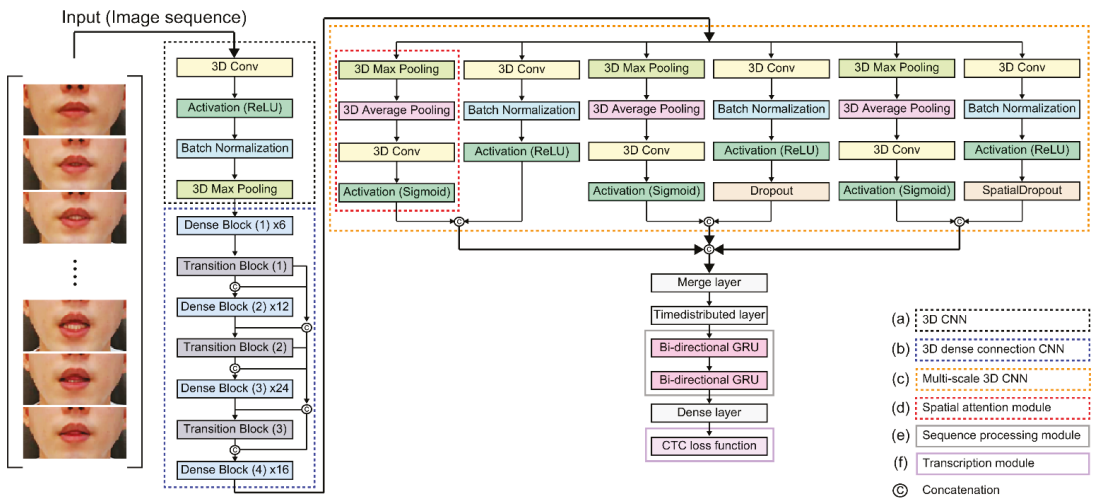 Input (Image sequence)
3D Conv
Activation (ReLU)
Batch Normalization
3D Max Pooling
Dense Block (1) x6
Transition Block (1)
C
Dense Block (2) x12
C
Transition Block (2)
C
Dense Block (3) x24
C
Transition Block (3)
C
Dense Block (4) x16
3D Max Pooling
3D Average Pooling
3D Conv
Activation (Sigmoid)
3D Conv
Batch Normalization
Activation (ReLU)
C
3D Max Pooling
3D Average Pooling
3D Conv
Activation (Sigmoid)
3D Conv
Batch Normalization
Activation (ReLU)
Dropout
C
3D Max Pooling
3D Average Pooling
3D Conv
Activation (Sigmoid)
3D Conv
Batch Normalization
Activation (ReLU)
SpatialDropout
C
C
Merge layer
Timedistributed layer
Bi-directional GRU
Bi-directional GRU
Dense layer
CTC loss function
(a) 3D CNN
(b) 3D dense connection CNN
(c) Multi-scale 3D CNN
(d) Spatial attention module
(e) Sequence processing module
(f) Transcription module
C Concatenation